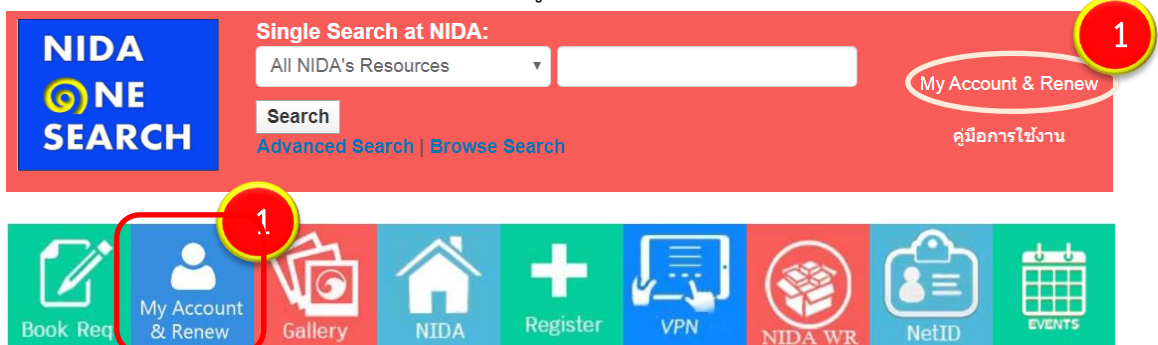 NIDA
ONE
SEARCH
Single Search at NIDA:
All NIDA's Resources
Search
Advanced Search | Browse Search
1
My Account & Renew
คู่มือการใช้งาน
1
Book Req
My Account
& Renew
Gallery
NIDA
Register
VPN
NIDA WR
NetID
EVENTS